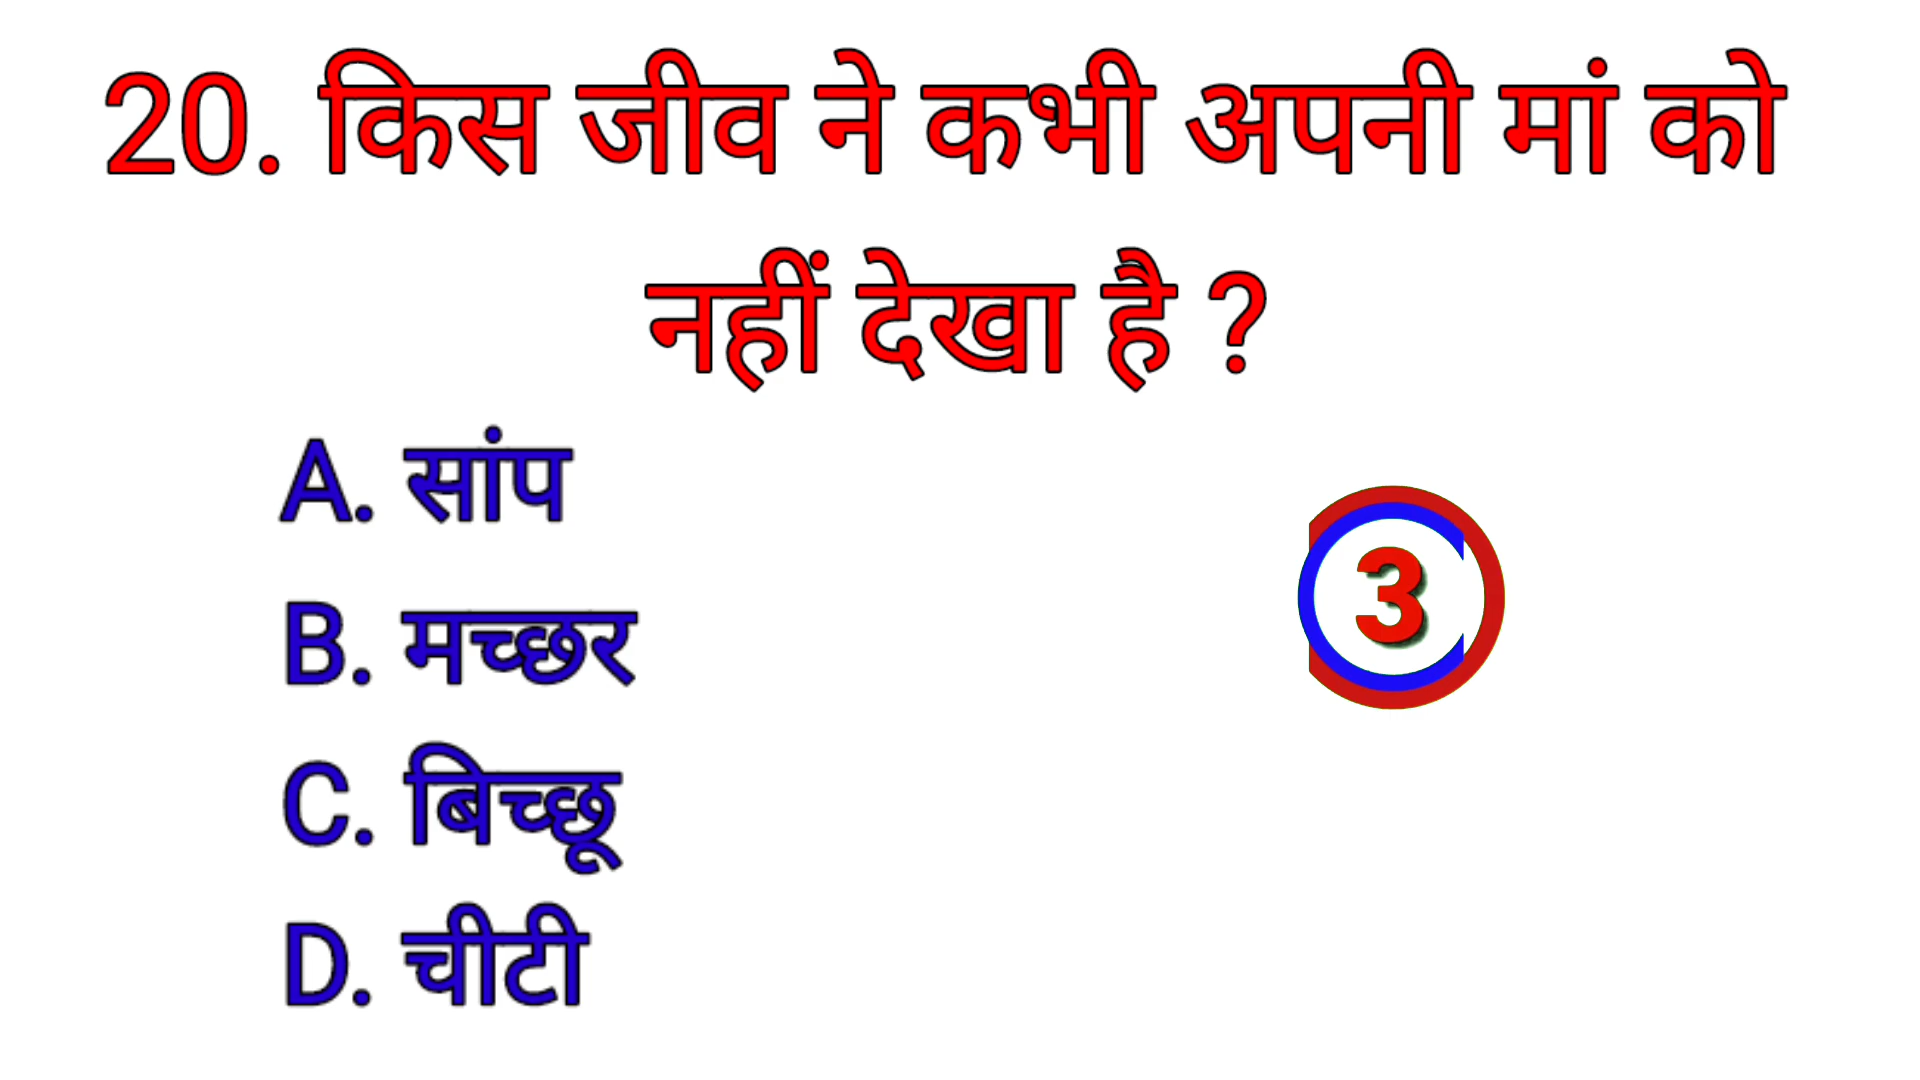 20. किस जीव ने कभी अपनी मां को
नहीं देखा है ?
A. सांप
B. मच्छर
3
C. बिच्छू
D. चीटी